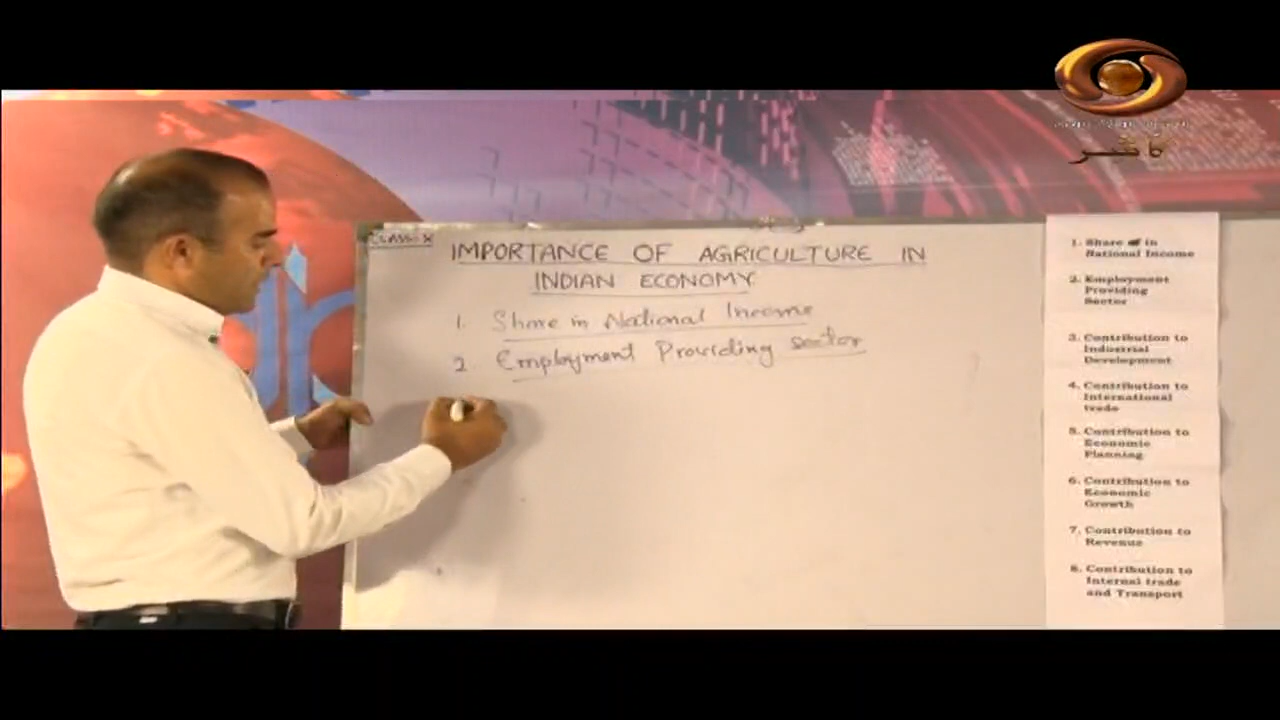 کاشر
CLASS-X
IMPORTANCE OF AGRICULTURE IN
INDIAN ECONOMY
1. Share in National Income
2 Employment Providing sector
1. Share in
National Income
2. Employment
Providing
Sector
3. Contribution to
Industrial
Development
4. Contribution to
International
trade
5. Contribution to
Economic
Planning
6. Contribution to
Economic
Growth
7. Contribution to
Revenue
8. Contribution to
Internal trade
and Transport